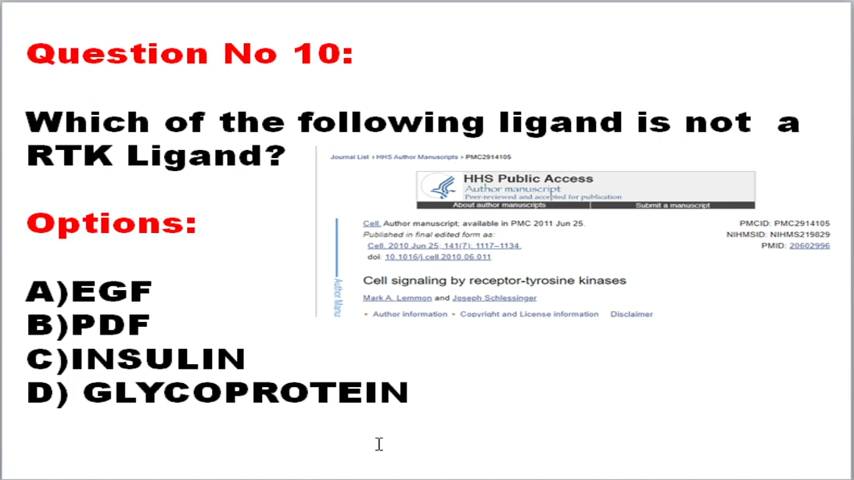 Question No 10:
Which of the following ligand is not a
RTK Ligand?
Journal List > HHS Author Manuscripts > PMC2914105
HHS Public Access
Author manuscript
Peer-reviewed and accepted for publication
About author manuscripts
Submit a manuscript
Options:
Cell. Author manuscript; available in PMC 2011 Jun 25.
Published in final edited form as:
Cell. 2010 Jun 25; 141(7): 1117–1134.
doi: 10.1016/j.cell.2010.06.011
PMCID: PMC2914105
NIHMSID: NIHMS219829
PMID: 20602996
Cell signaling by receptor-tyrosine kinases
Mark A. Lemmon and Joseph Schlessinger
Author information
Copyright and License information
Disclaimer
Author Manu
A)EGF
B)PDF
C)INSULIN
D) GLYCOPROTEIN